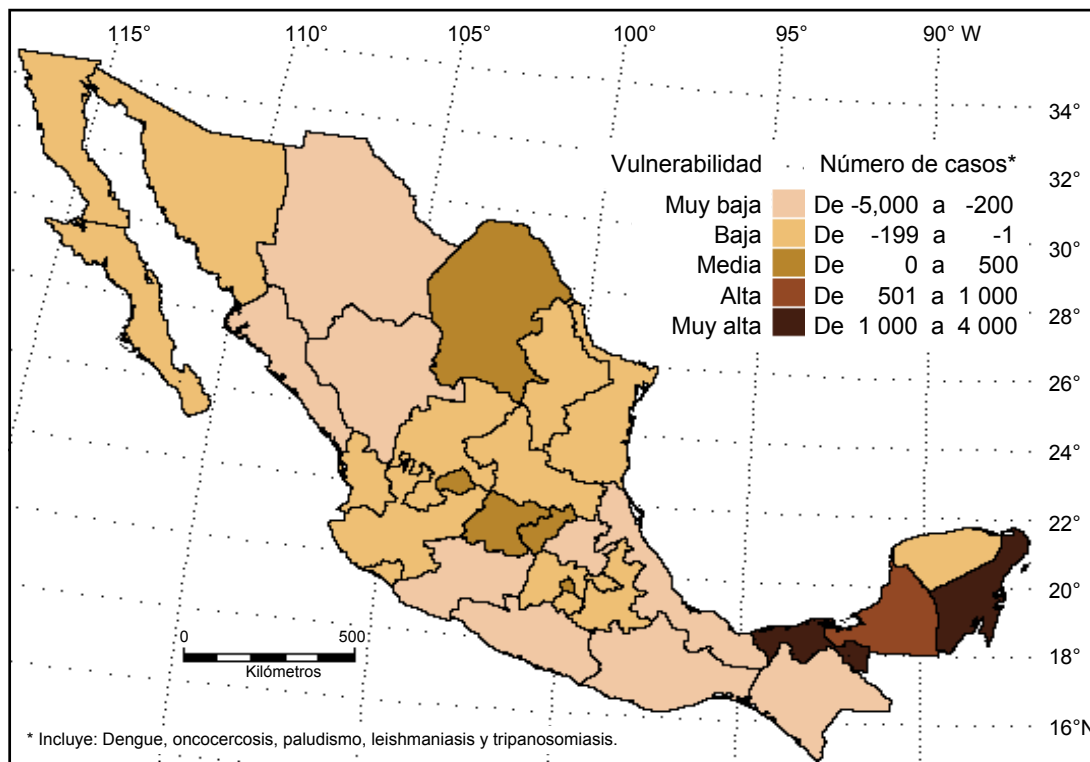 115° 110° 105° 100° 95° 90° W
34°
Vulnerabilidad Número de casos*
32°
Muy baja De -5,000 a -200
Baja De -199 a -1
30°
Media De 0 a 500
Alta De 501 a 1 000
28°
Muy alta De 1 000 a 4 000
26°
24°
22°
20°
0 500
Kilómetros
18°
16°N
* Incluye: Dengue, oncocercosis, paludismo, leishmaniasis y tripanosomiasis.